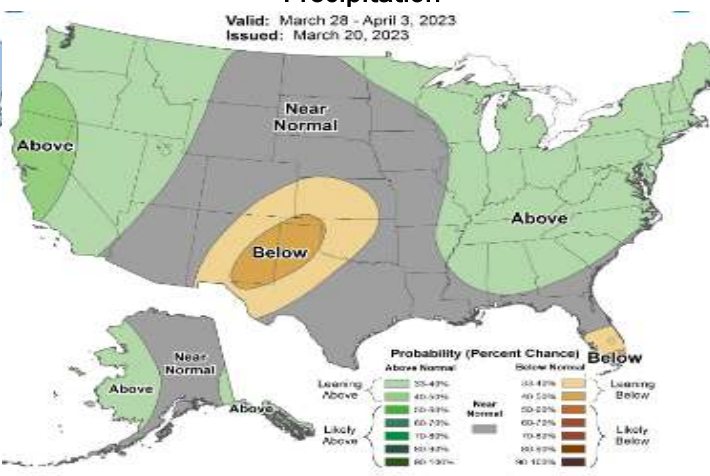 Precipitation
Valid: March 28 - April 3, 2023
Issued: March 20, 2023
Near
Normal
Above
Above
Below
Near
Normal
Above
Above
Below
Probability (Percent Chance)
Above Normal
Below Normal
Leaning
Above
Likely
Above
33-40%
40-50%
50-60%
60-70%
70-80%
80-90%
90-100%
Near
Normal
33-40%
40-50%
50-60%
60-70%
70-80%
80-90%
90-100%
Leaning
Below
Likely
Below